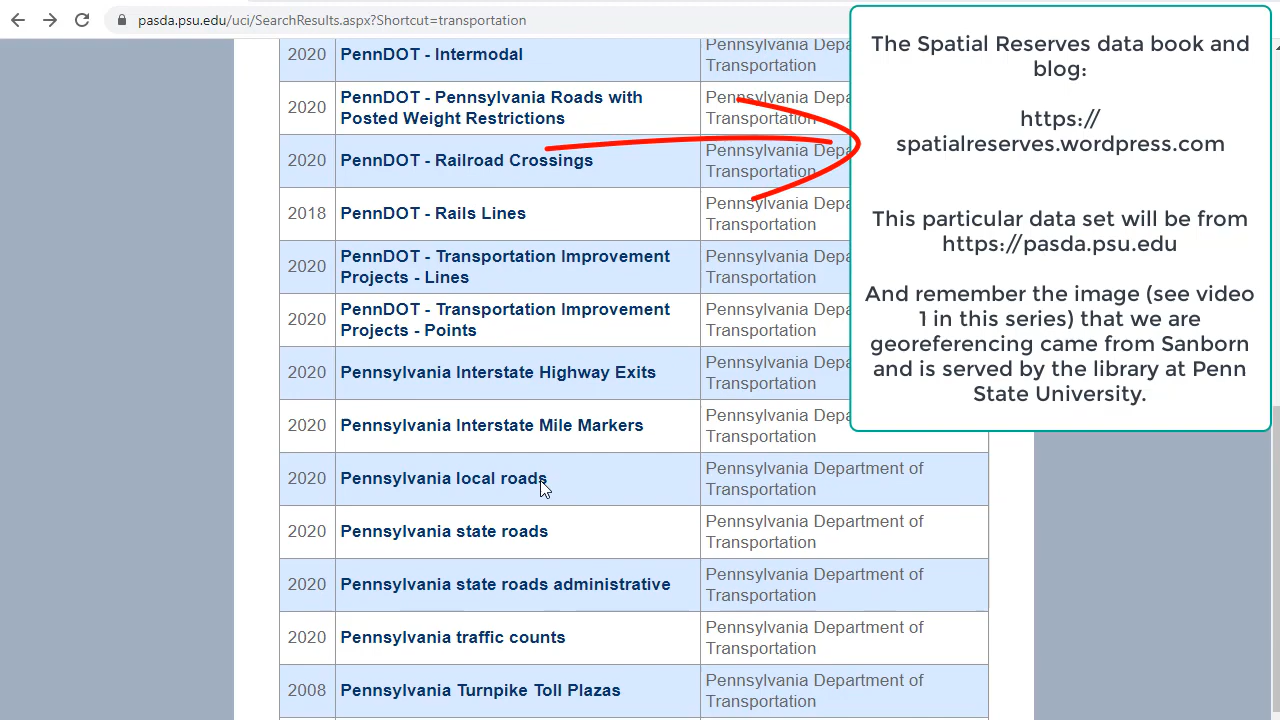 pasda.psu.edu/uci/SearchResults.aspx?Shortcut=transportation
2020
PennDOT - Intermodal
Pennsylvania Depa
Transportation
2020
PennDOT - Pennsylvania Roads with
Posted Weight Restrictions
Pennsylvania Depa
Transportation
2020
PennDOT - Railroad Crossings
Pennsylvania Depa
Transportation
2018
PennDOT - Rails Lines
Pennsylvania Depa
Transportation
2020
PennDOT - Transportation Improvement
Projects - Lines
Pennsylvania Depa
Transportation
2020
PennDOT - Transportation Improvement
Projects - Points
Pennsylvania Depa
Transportation
2020
Pennsylvania Interstate Highway Exits
Pennsylvania Depa
Transportation
2020
Pennsylvania Interstate Mile Markers
Pennsylvania Depa
Transportation
2020
Pennsylvania local roads
Pennsylvania Department of
Transportation
2020
Pennsylvania state roads
Pennsylvania Department of
Transportation
2020
Pennsylvania state roads administrative
Pennsylvania Department of
Transportation
2020
Pennsylvania traffic counts
Pennsylvania Department of
Transportation
2008
Pennsylvania Turnpike Toll Plazas
Pennsylvania Department of
Transportation
The Spatial Reserves data book and
blog:
https://
spatialreserves.wordpress.com
This particular data set will be from
https://pasda.psu.edu
And remember the image (see video
1 in this series) that we are
georeferencing came from Sanborn
and is served by the library at Penn
State University.